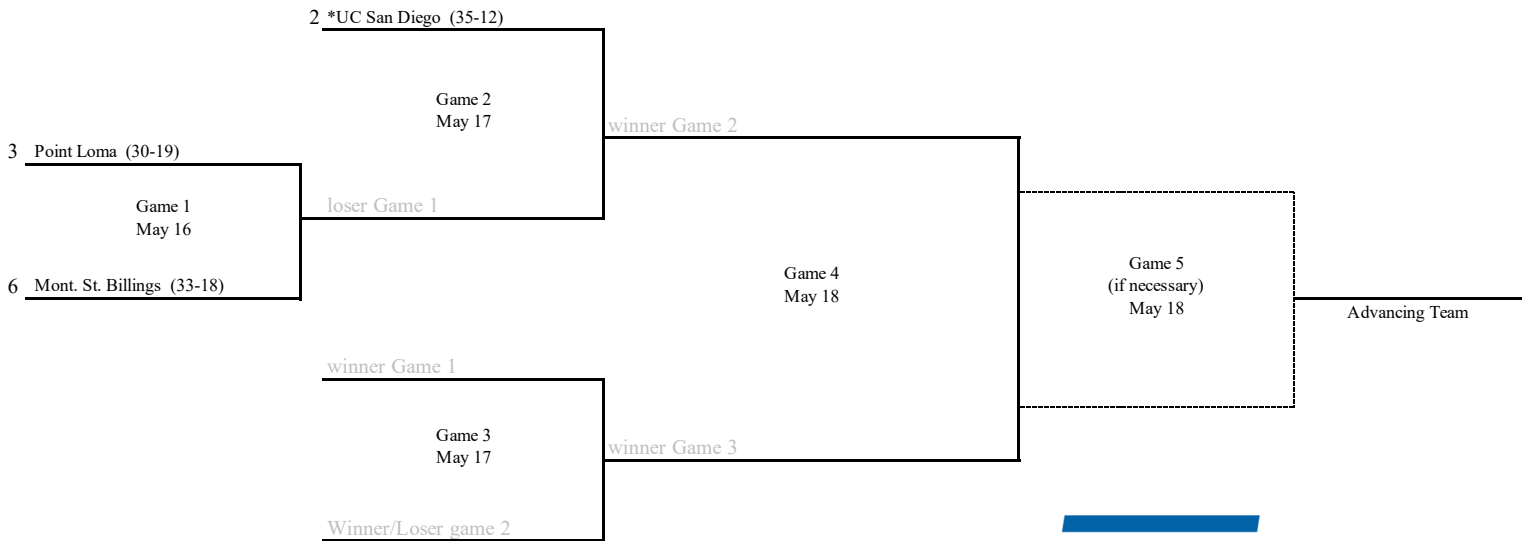 2 *UC San Diego (35-12)
Game 2
May 17
winner Game 2
3 Point Loma (30-19)
Game 1
May 16
loser Game 1
6 Mont. St. Billings (33-18)
Game 4
May 18
Game 5
(if necessary)
May 18
Advancing Team
winner Game 1
Game 3
May 17
winner Game 3
Winner/Loser game 2